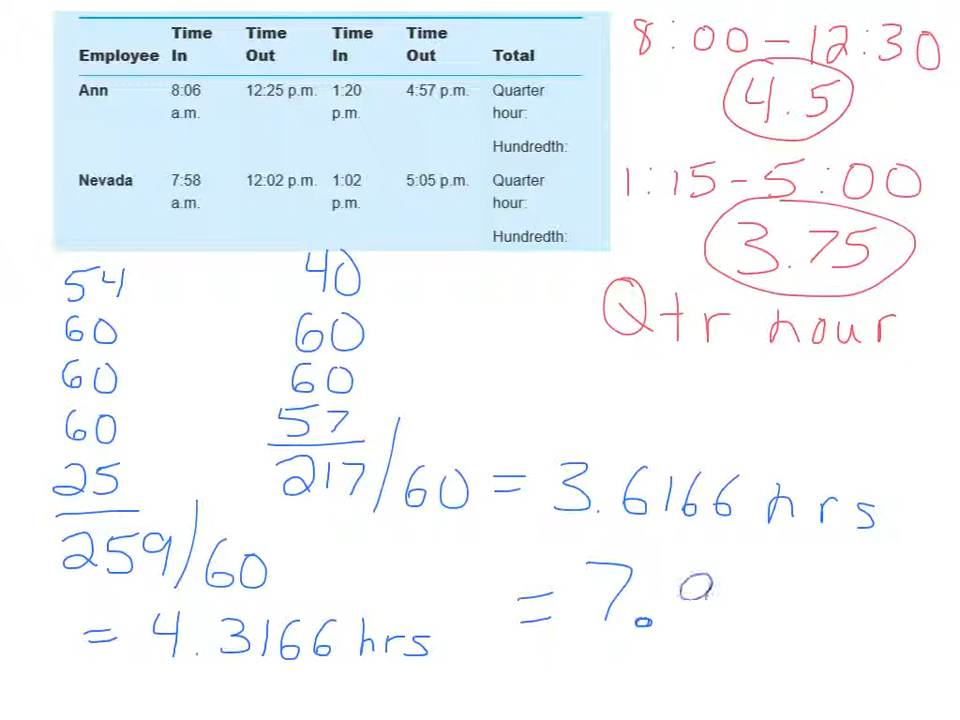 Employee Time In Time Out Time In Time Out Total
Ann 8:06 a.m. 12:25 p.m. 1:20 p.m. 4:57 p.m. Quarter hour:
Hundredth:
Nevada 7:58 a.m. 12:02 p.m. 1:02 p.m. 5:05 p.m. Quarter hour:
Hundredth:
8:00-12:30
4.5
1:15-5:00
3.75
Qtr hour
54
60
60
60
25
259/60
= 4.3166 hrs
40
60
60
57
217/60 = 3.6166 hrs
= 7.